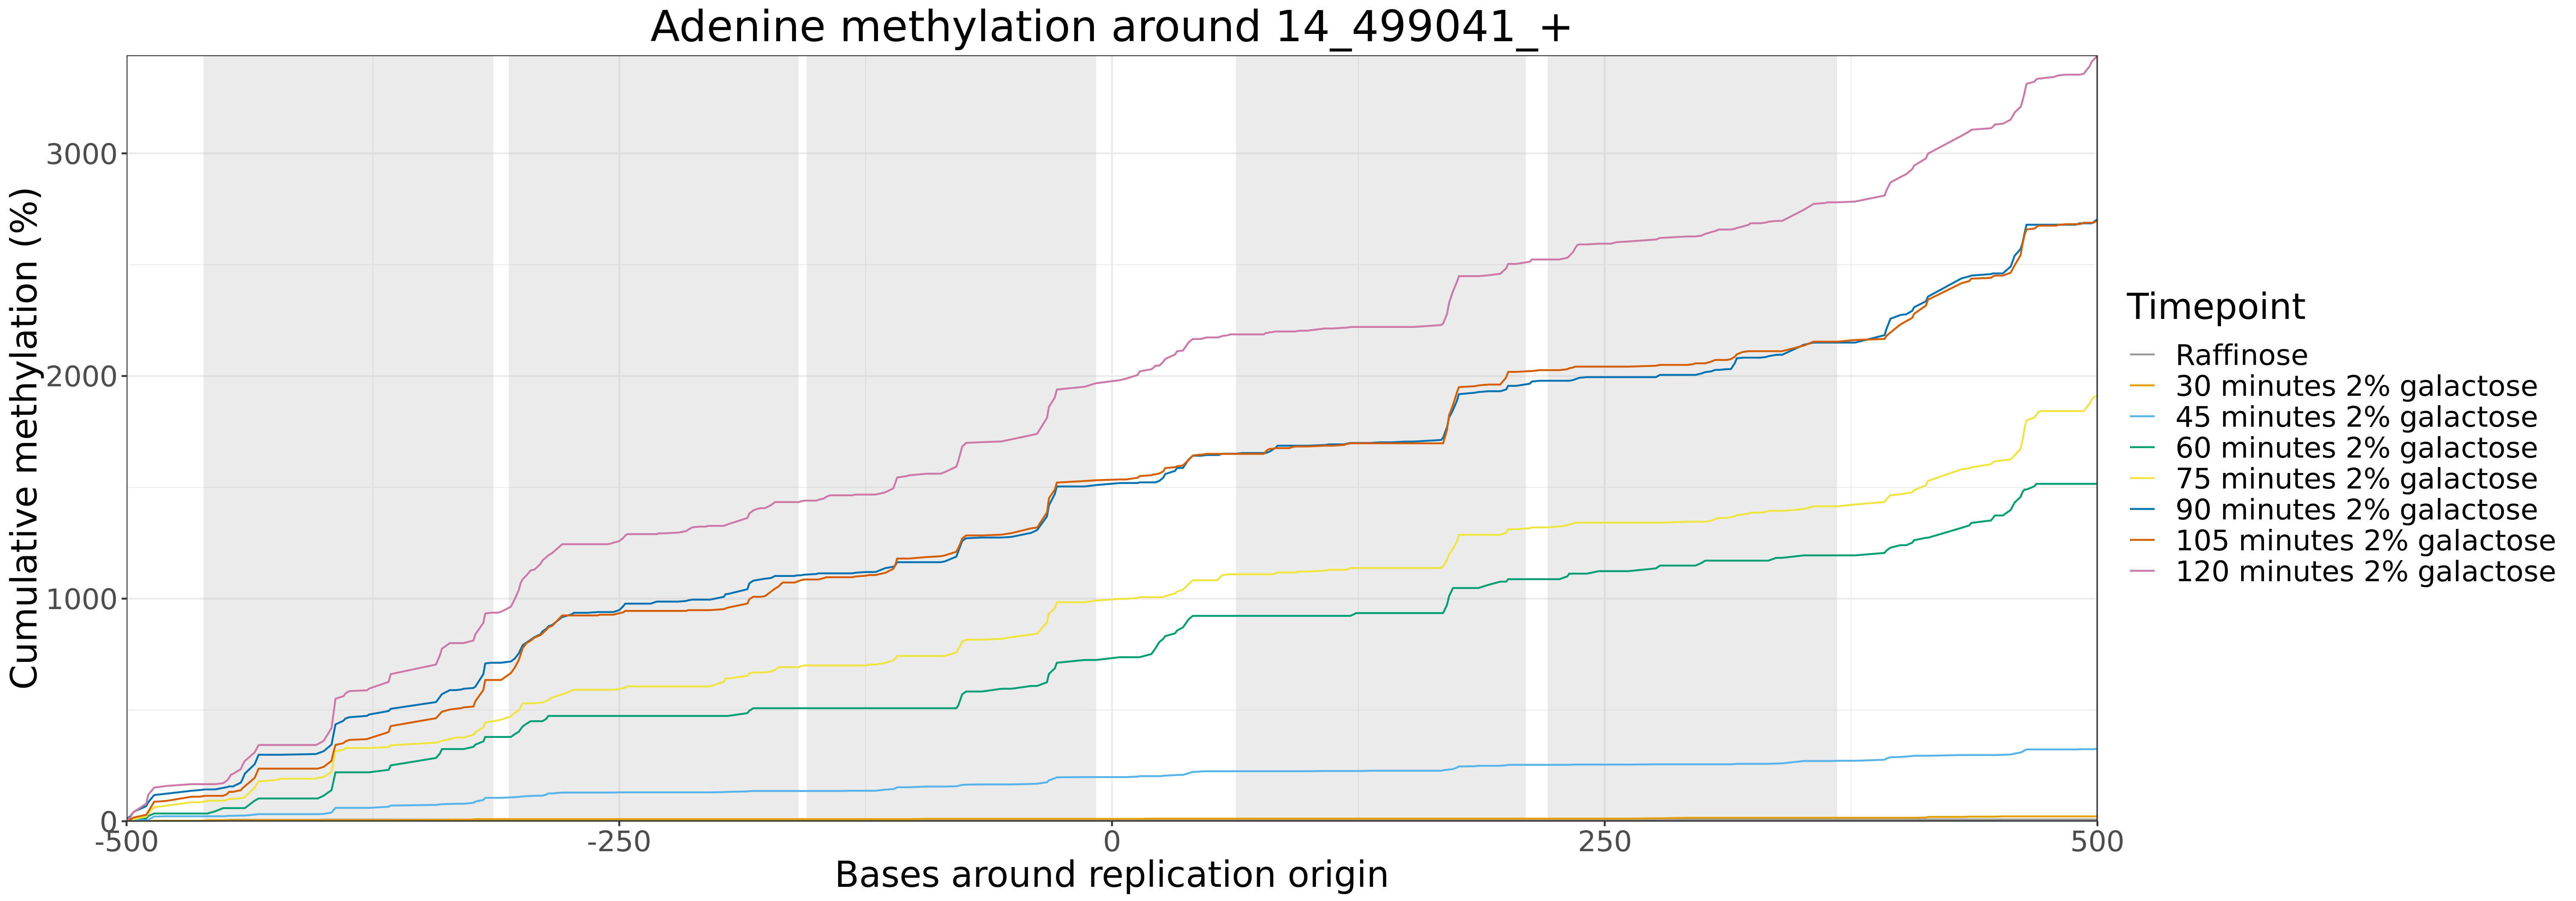 Adenine methylation around 14_499041_+
Cumulative methylation (%)
3000
2000
1000
0
-500
-250
0
250
500
Bases around replication origin
Timepoint
Raffinose
30 minutes 2% galactose
45 minutes 2% galactose
60 minutes 2% galactose
75 minutes 2% galactose
90 minutes 2% galactose
105 minutes 2% galactose
120 minutes 2% galactose